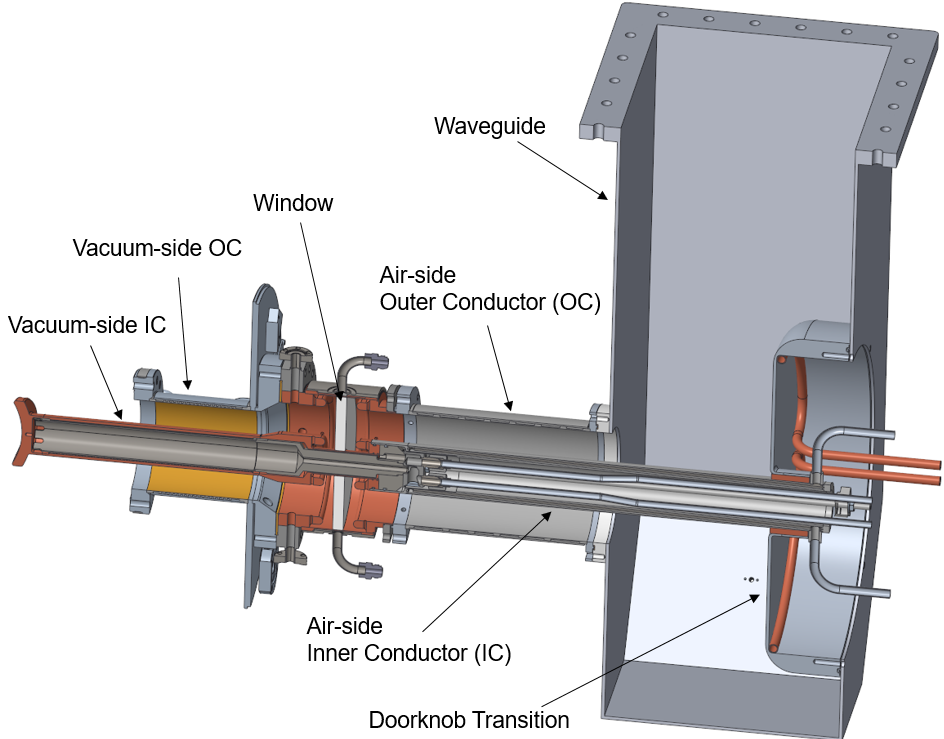 Waveguide
Window
Vacuum-side OC
Air-side
Outer Conductor (OC)
Vacuum-side IC
Air-side
Inner Conductor (IC)
Doorknob Transition